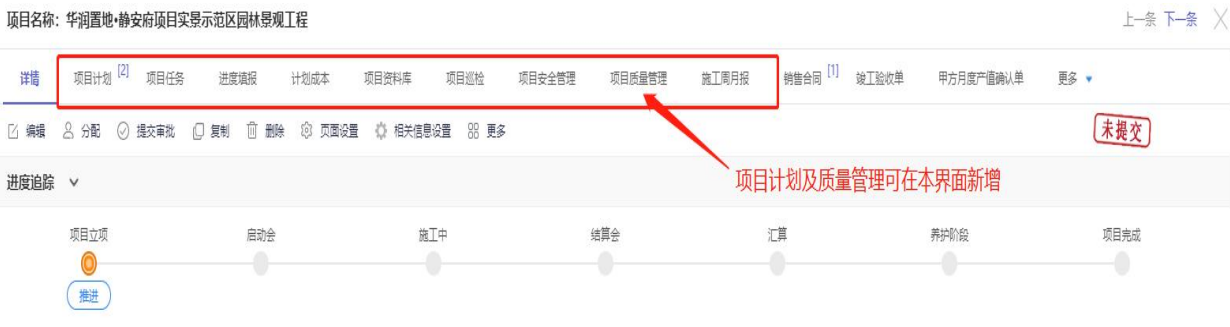 项目名称：华润置地•静安府项目实景示范区园林景观工程 上一条 下一条
详情 项目计划 [2] 项目任务 进度填报 计划成本 项目资料库 项目巡检 项目安全管理 项目质量管理 施工周月报 销售合同 [1] 竣工验收单 甲方月度产值确认单 更多
编辑 分配 提交审批 复制 删除 页面设置 相关信息设置 更多
未提交
进度追踪
项目计划及质量管理可在本界面新增
项目立项 启动会 施工中 结算会 汇算 养护阶段 项目完成
推进